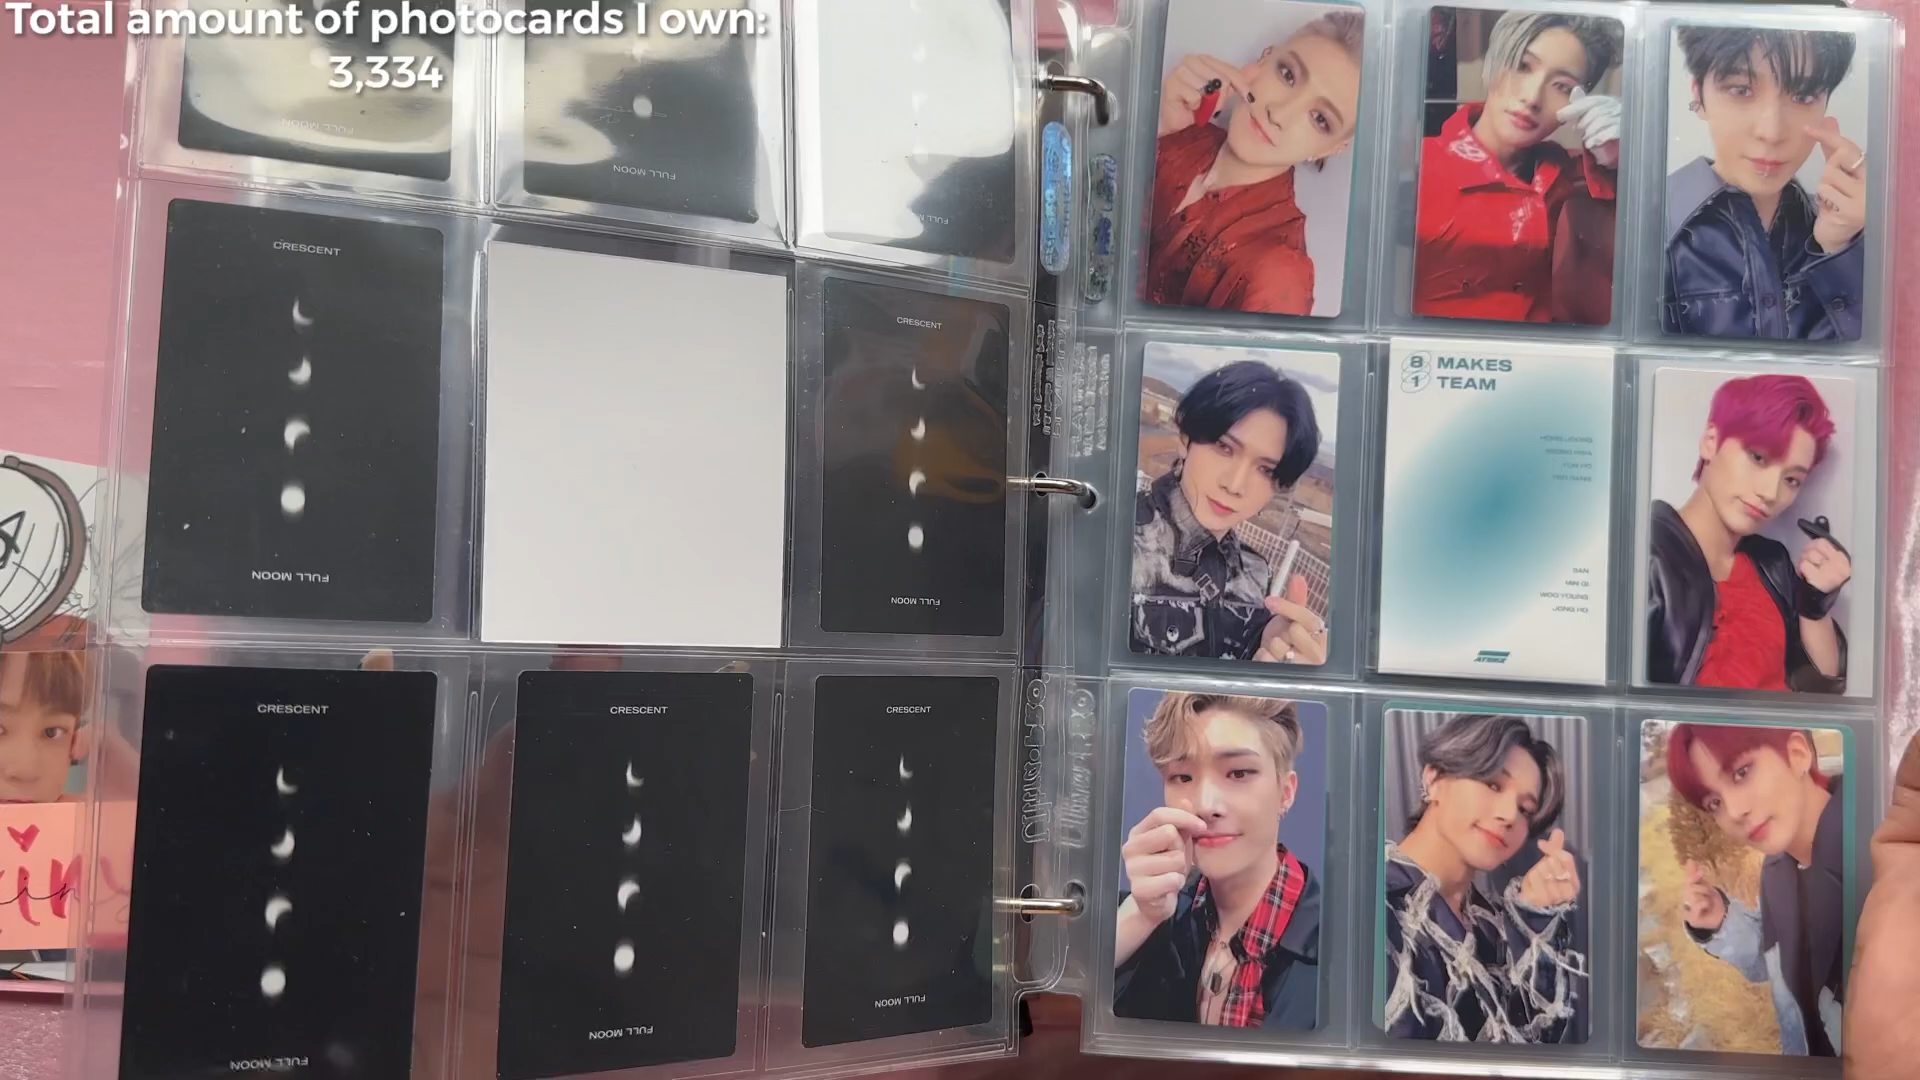 Total amount of photocards I own:
3,334
FULL MOON
FULL MOON
FULL
CRESCENT
FULL MOON
CRESCENT
FULL MOON
CRESCENT
FULL MOON
CRESCENT
FULL MOON
CRESCENT
FULL MOON
8 MAKES
1 TEAM
SAN
MIN GI
WOO YOUNG
JONG HO
ATEEZ